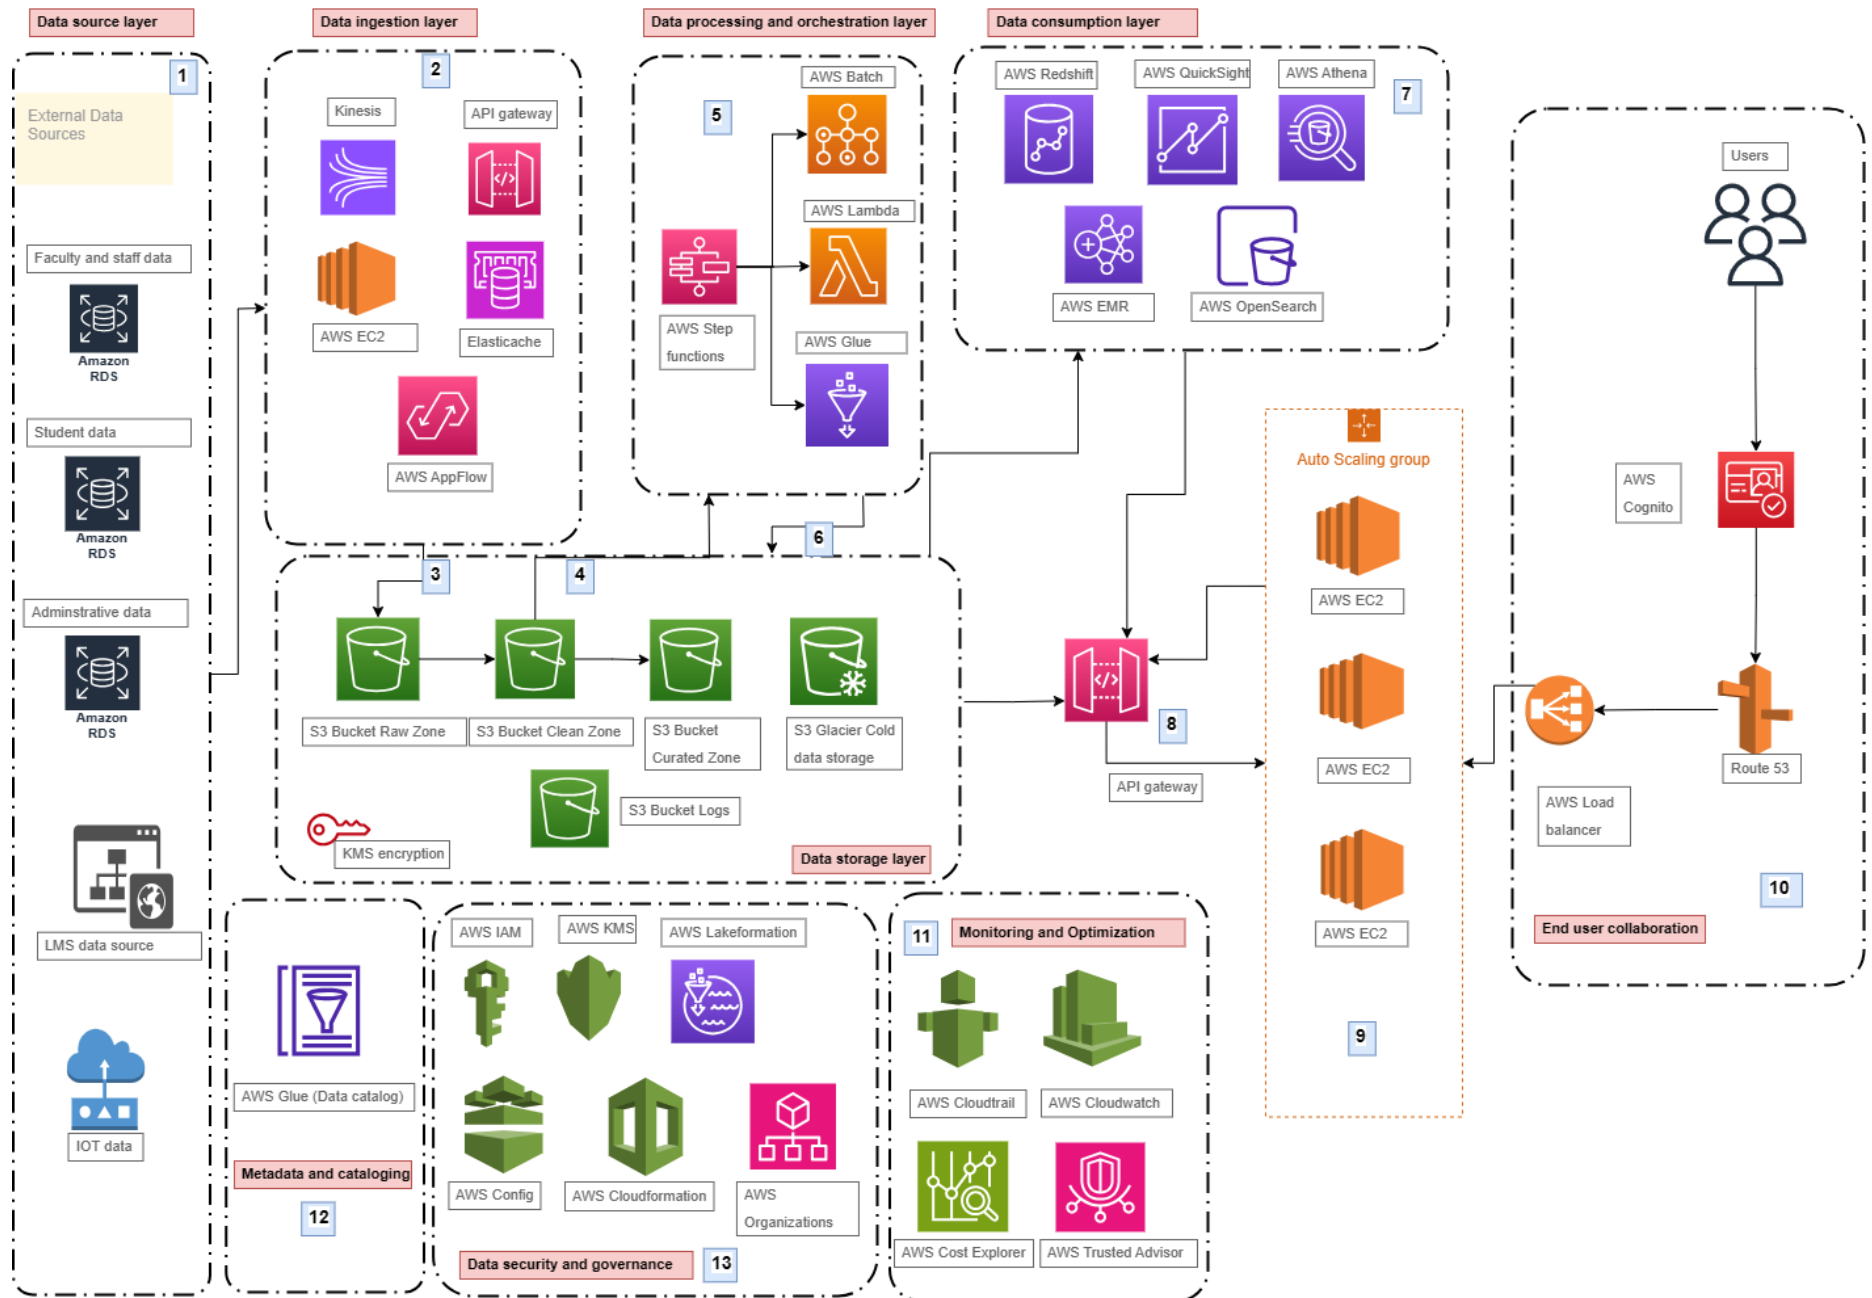 Data source layer
Data ingestion layer
Data processing and orchestration layer
Data consumption layer
1
External Data
Sources
Faculty and staff data
Amazon
RDS
Student data
Amazon
RDS
Adminstrative data
Amazon
RDS
LMS data source
IOT data
2
Kinesis
API gateway
AWS EC2
Elasticache
AWS AppFlow
5
AWS Batch
AWS Lambda
AWS Step
functions
AWS Glue
7
AWS Redshift
AWS QuickSight
AWS Athena
AWS EMR
AWS OpenSearch
3
4
6
S3 Bucket Raw Zone
S3 Bucket Clean Zone
S3 Bucket
Curated Zone
S3 Glacier Cold
data storage
S3 Bucket Logs
KMS encryption
Data storage layer
8
API gateway
Auto Scaling group
AWS EC2
AWS EC2
AWS EC2
9
Users
AWS
Cognito
Route 53
AWS Load
balancer
10
End user collaboration
AWS Glue (Data catalog)
Metadata and cataloging
12
AWS IAM
AWS KMS
AWS Lakeformation
AWS Config
AWS Cloudformation
AWS
Organizations
Data security and governance
13
11
Monitoring and Optimization
AWS Cloudtrail
AWS Cloudwatch
AWS Cost Explorer
AWS Trusted Advisor